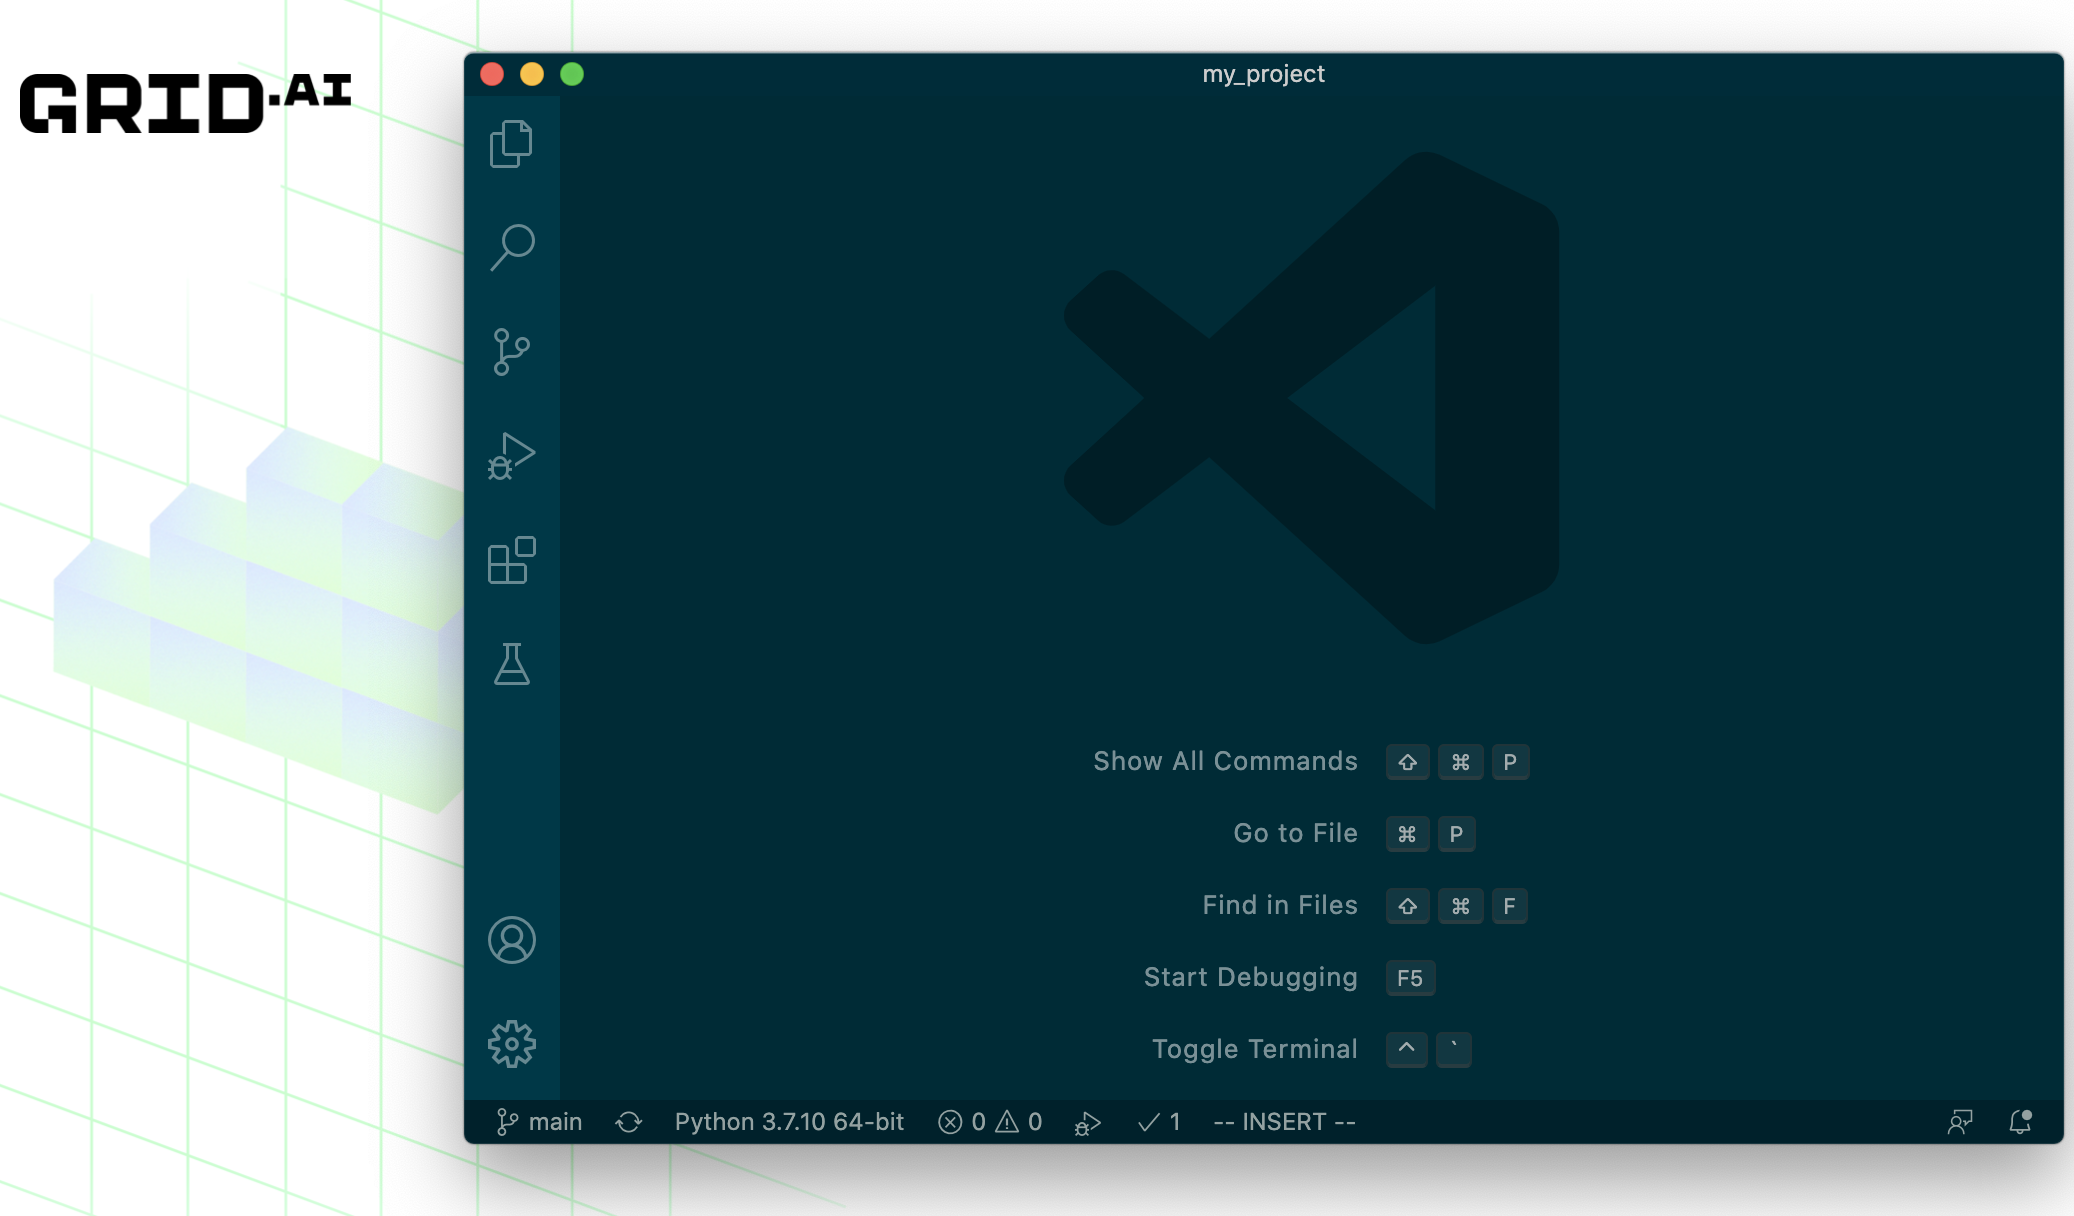 GRID.AI
my_project
Show All Commands ⇧ ⌘ P
Go to File ⌘ P
Find in Files ⇧ ⌘ F
Start Debugging F5
Toggle Terminal ^ `
main Python 3.7.10 64-bit 0 0 1 -- INSERT --